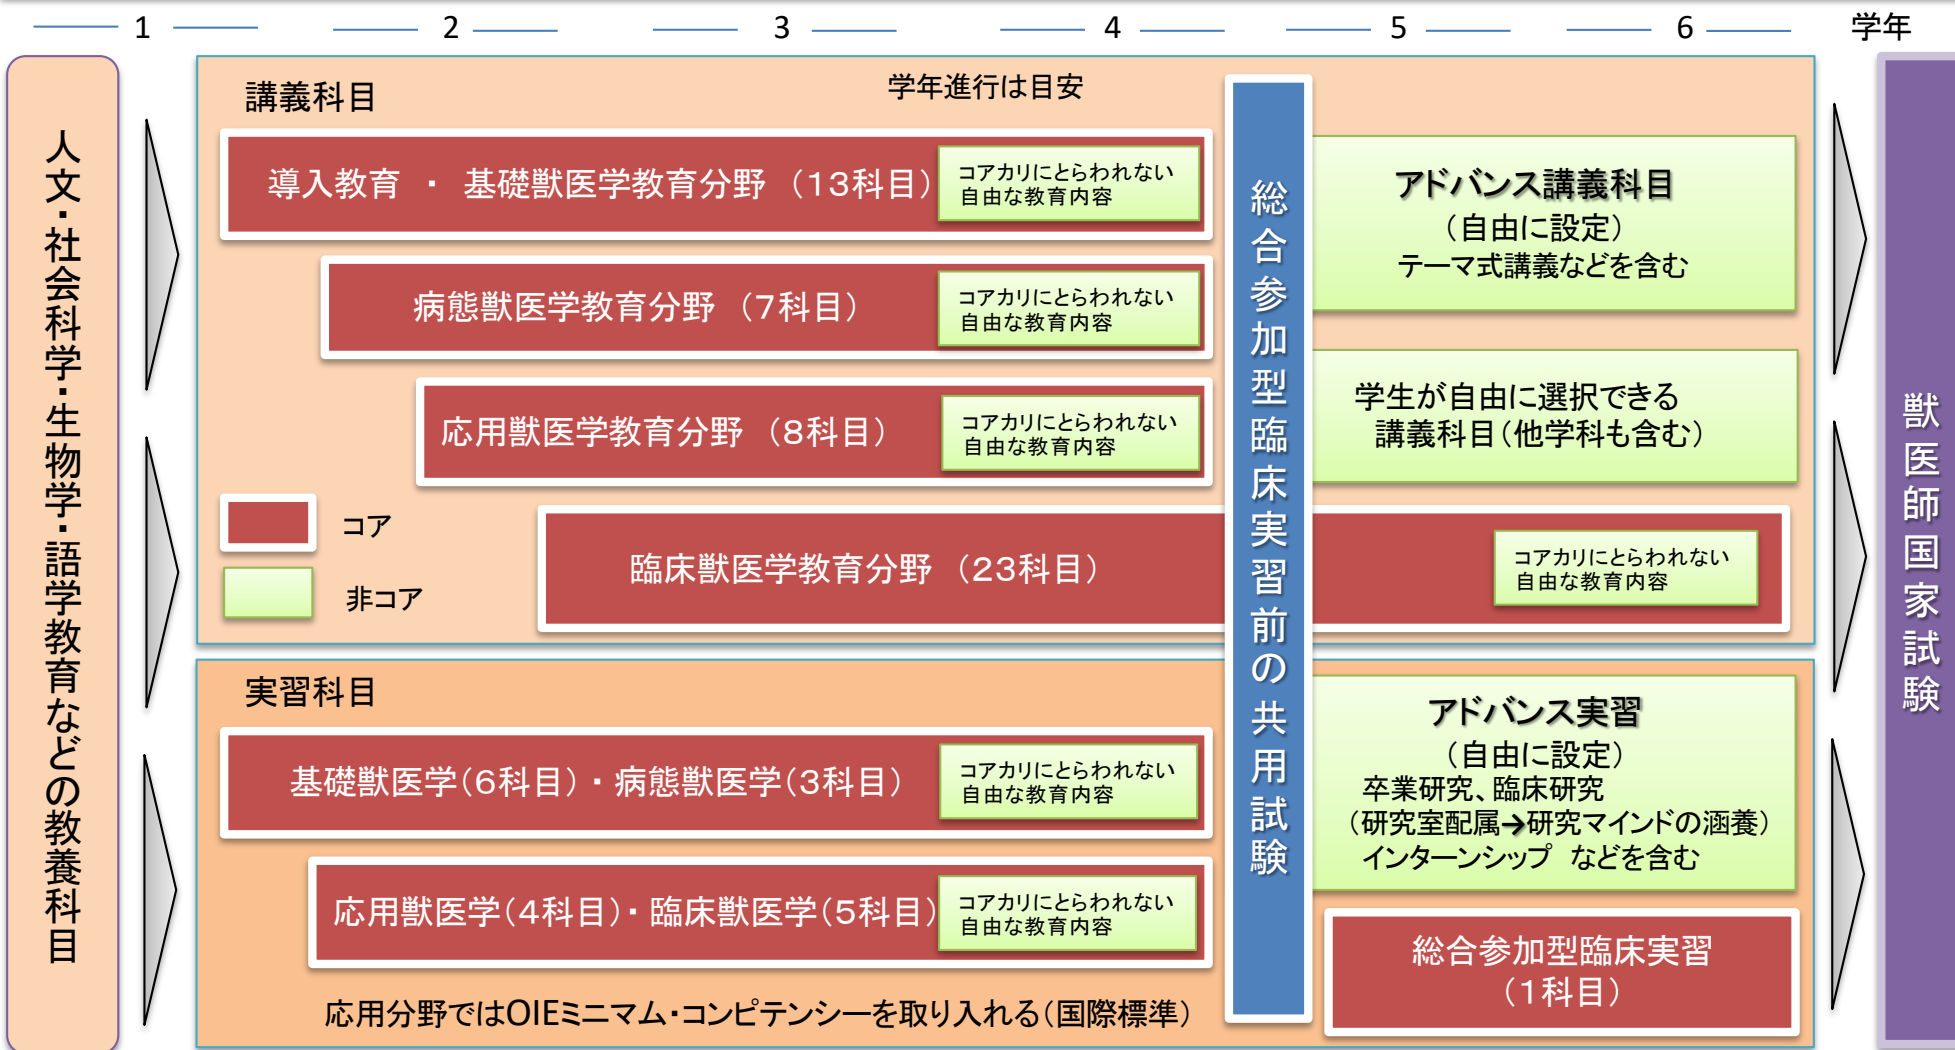 1 2 3 4 5 6 学年
人文・社会科学・生物学・語学教育などの教養科目
講義科目
学年進行は目安
導入教育 ・ 基礎獣医学教育分野 （13科目）
コアカリにとらわれない
自由な教育内容
病態獣医学教育分野 （7科目）
コアカリにとらわれない
自由な教育内容
応用獣医学教育分野 （8科目）
コアカリにとらわれない
自由な教育内容
コア
非コア
臨床獣医学教育分野 （23科目）
コアカリにとらわれない
自由な教育内容
総合参加型臨床実習前の共用試験
アドバンス講義科目
（自由に設定）
テーマ式講義などを含む
学生が自由に選択できる
講義科目（他学科も含む）
実習科目
基礎獣医学（6科目）・病態獣医学（3科目）
コアカリにとらわれない
自由な教育内容
応用獣医学（4科目）・臨床獣医学（5科目）
コアカリにとらわれない
自由な教育内容
応用分野ではOIEミニマム・コンピテンシーを取り入れる（国際標準）
アドバンス実習
（自由に設定）
卒業研究、臨床研究
（研究室配属→研究マインドの涵養）
インターンシップ などを含む
総合参加型臨床実習
（1科目）
獣医師国家試験